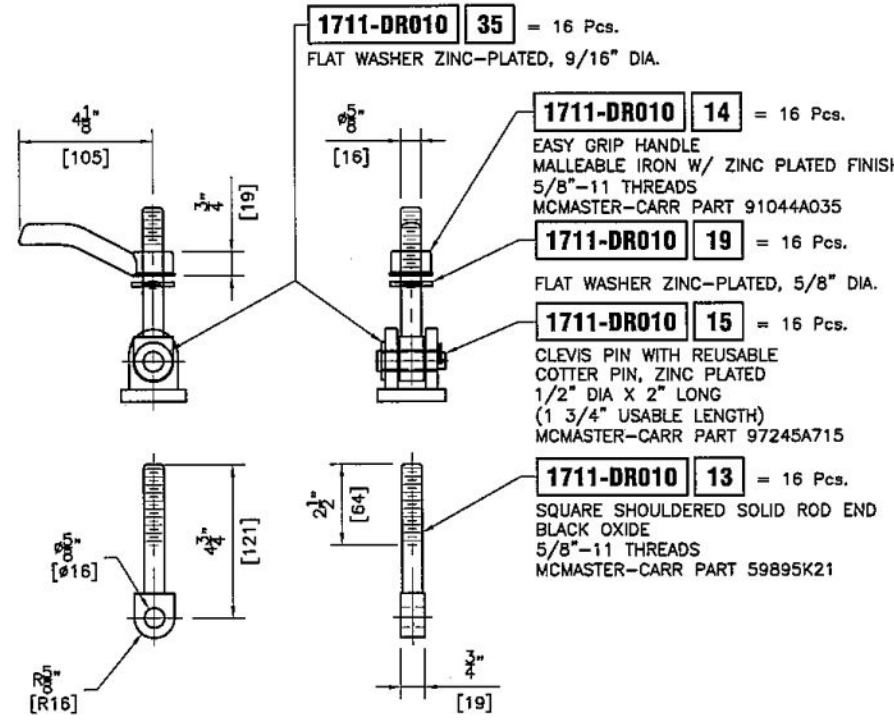 1711-DR010 35 = 16 Pcs.
FLAT WASHER ZINC-PLATED, 9/16" DIA.
4 1/8"
[105]
3/4"
[19]
ø5/8"
[16]
1711-DR010 14 = 16 Pcs.
EASY GRIP HANDLE
MALLEABLE IRON W/ ZINC PLATED FINISH
5/8"-11 THREADS
MCMASTER-CARR PART 91044A035
1711-DR010 19 = 16 Pcs.
FLAT WASHER ZINC-PLATED, 5/8" DIA.
1711-DR010 15 = 16 Pcs.
CLEVIS PIN WITH REUSABLE
COTTER PIN, ZINC PLATED
1/2" DIA X 2" LONG
(1 3/4" USABLE LENGTH)
MCMASTER-CARR PART 97245A715
1711-DR010 13 = 16 Pcs.
SQUARE SHOULDERED SOLID ROD END
BLACK OXIDE
5/8"-11 THREADS
MCMASTER-CARR PART 59895K21
ø5/8"
[ø16]
4 3/4"
[121]
2 1/2"
[64]
R5/8"
[R16]
3/4"
[19]